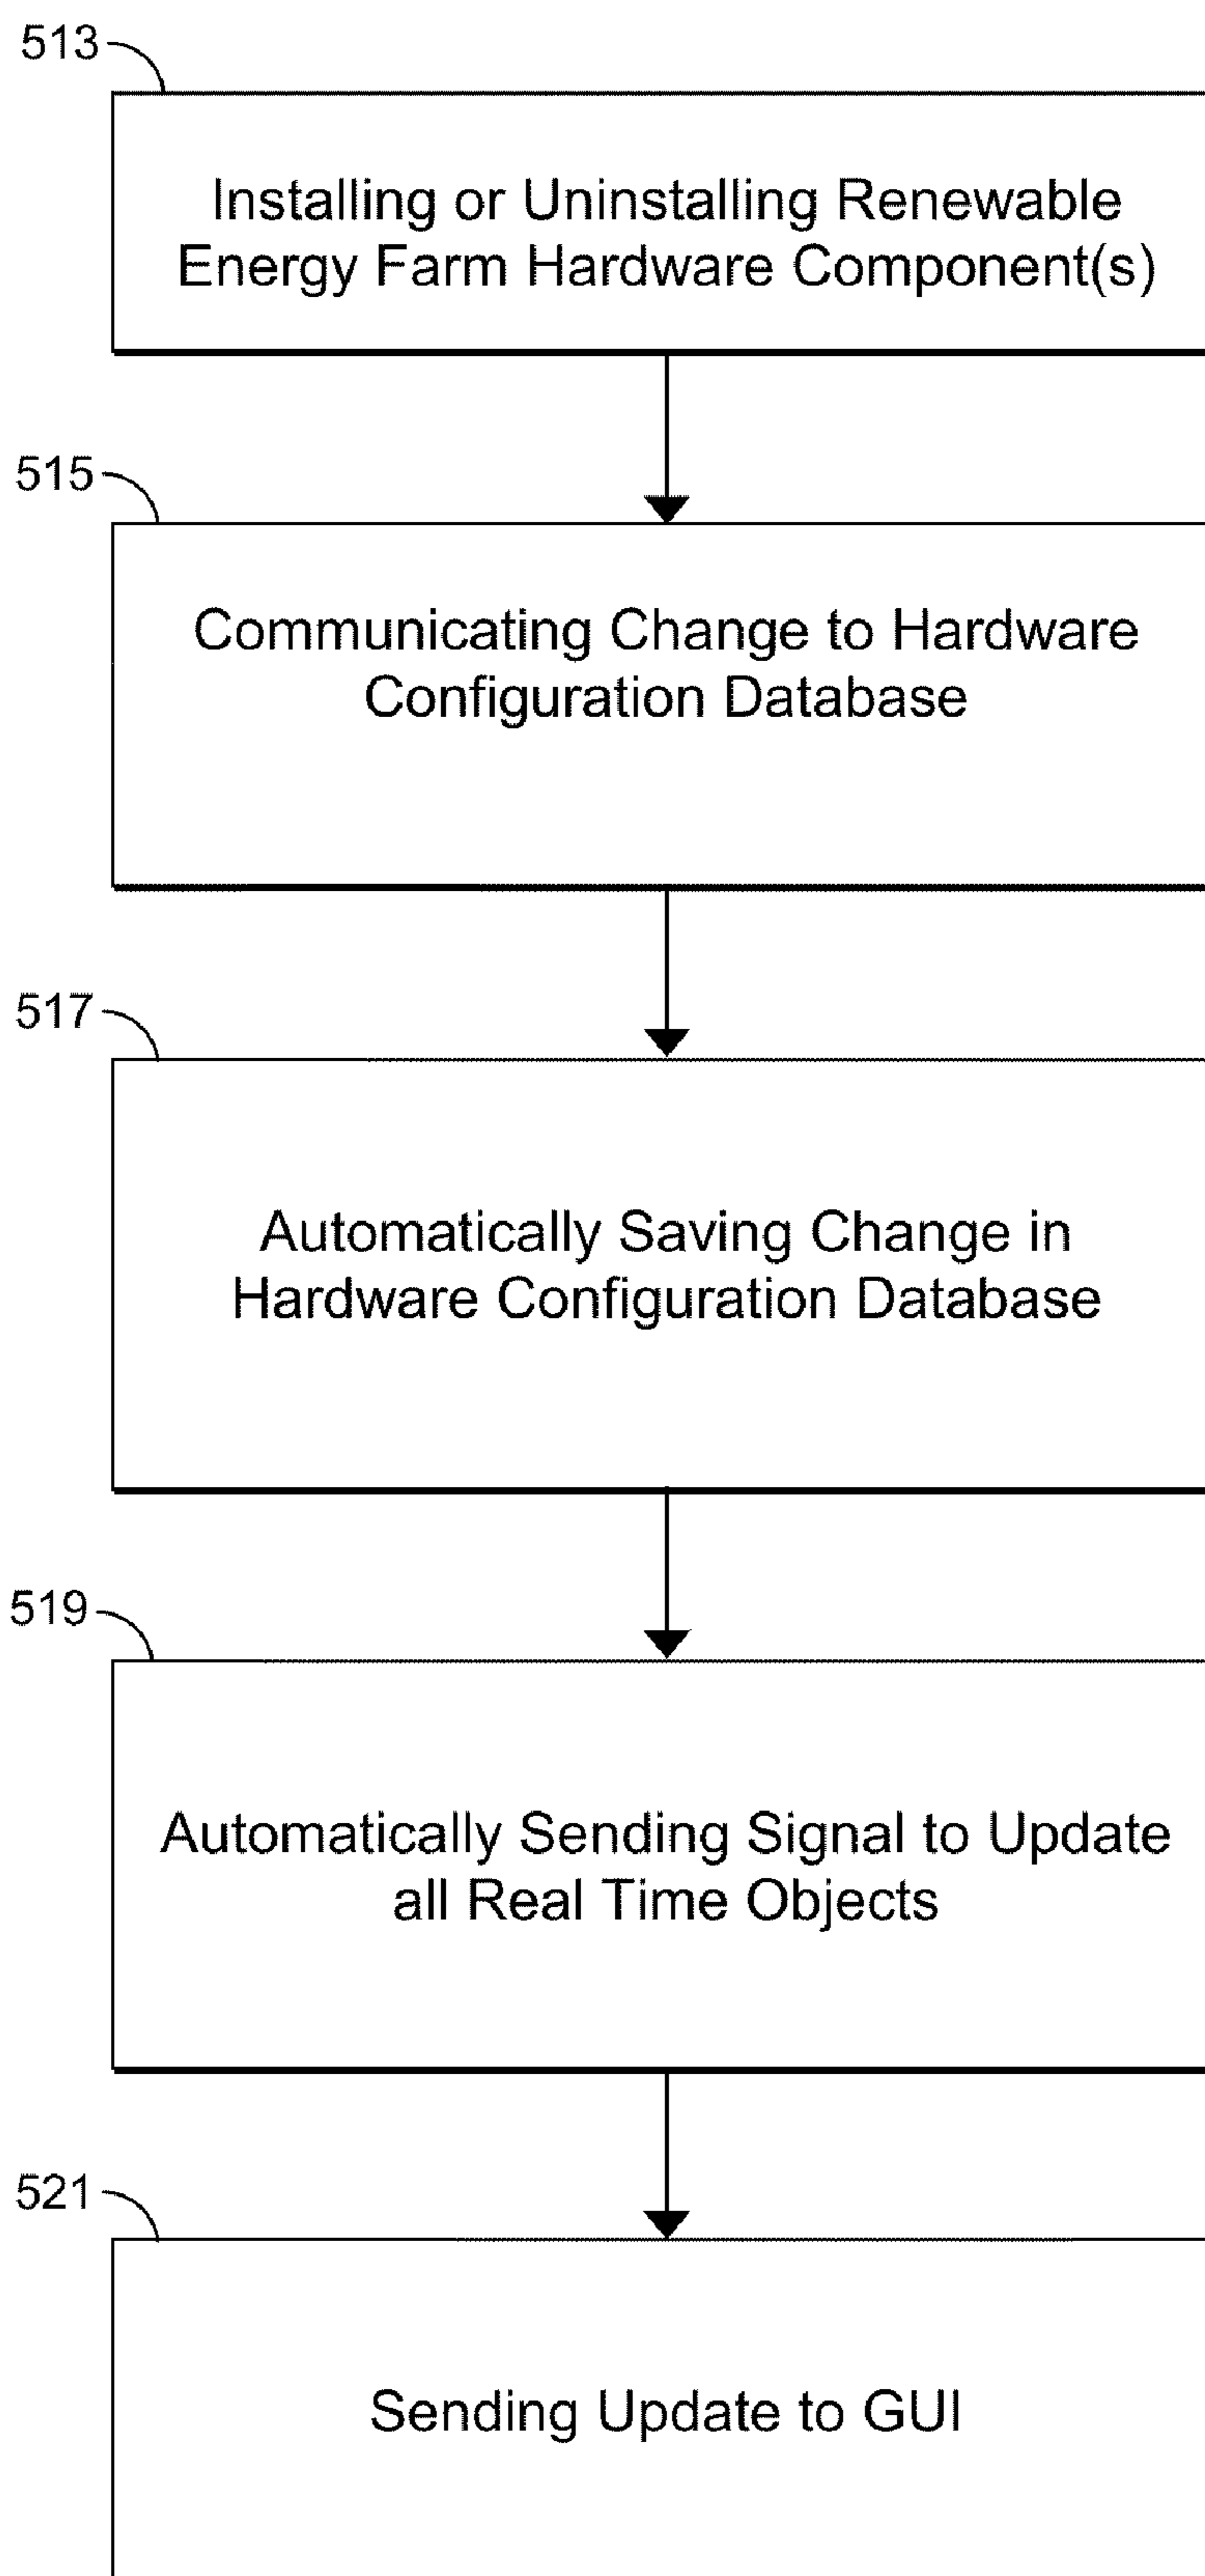 513
Installing or Uninstalling Renewable
Energy Farm Hardware Component(s)
515
Communicating Change to Hardware
Configuration Database
517
Automatically Saving Change in
Hardware Configuration Database
519
Automatically Sending Signal to Update
all Real Time Objects
521
Sending Update to GUI